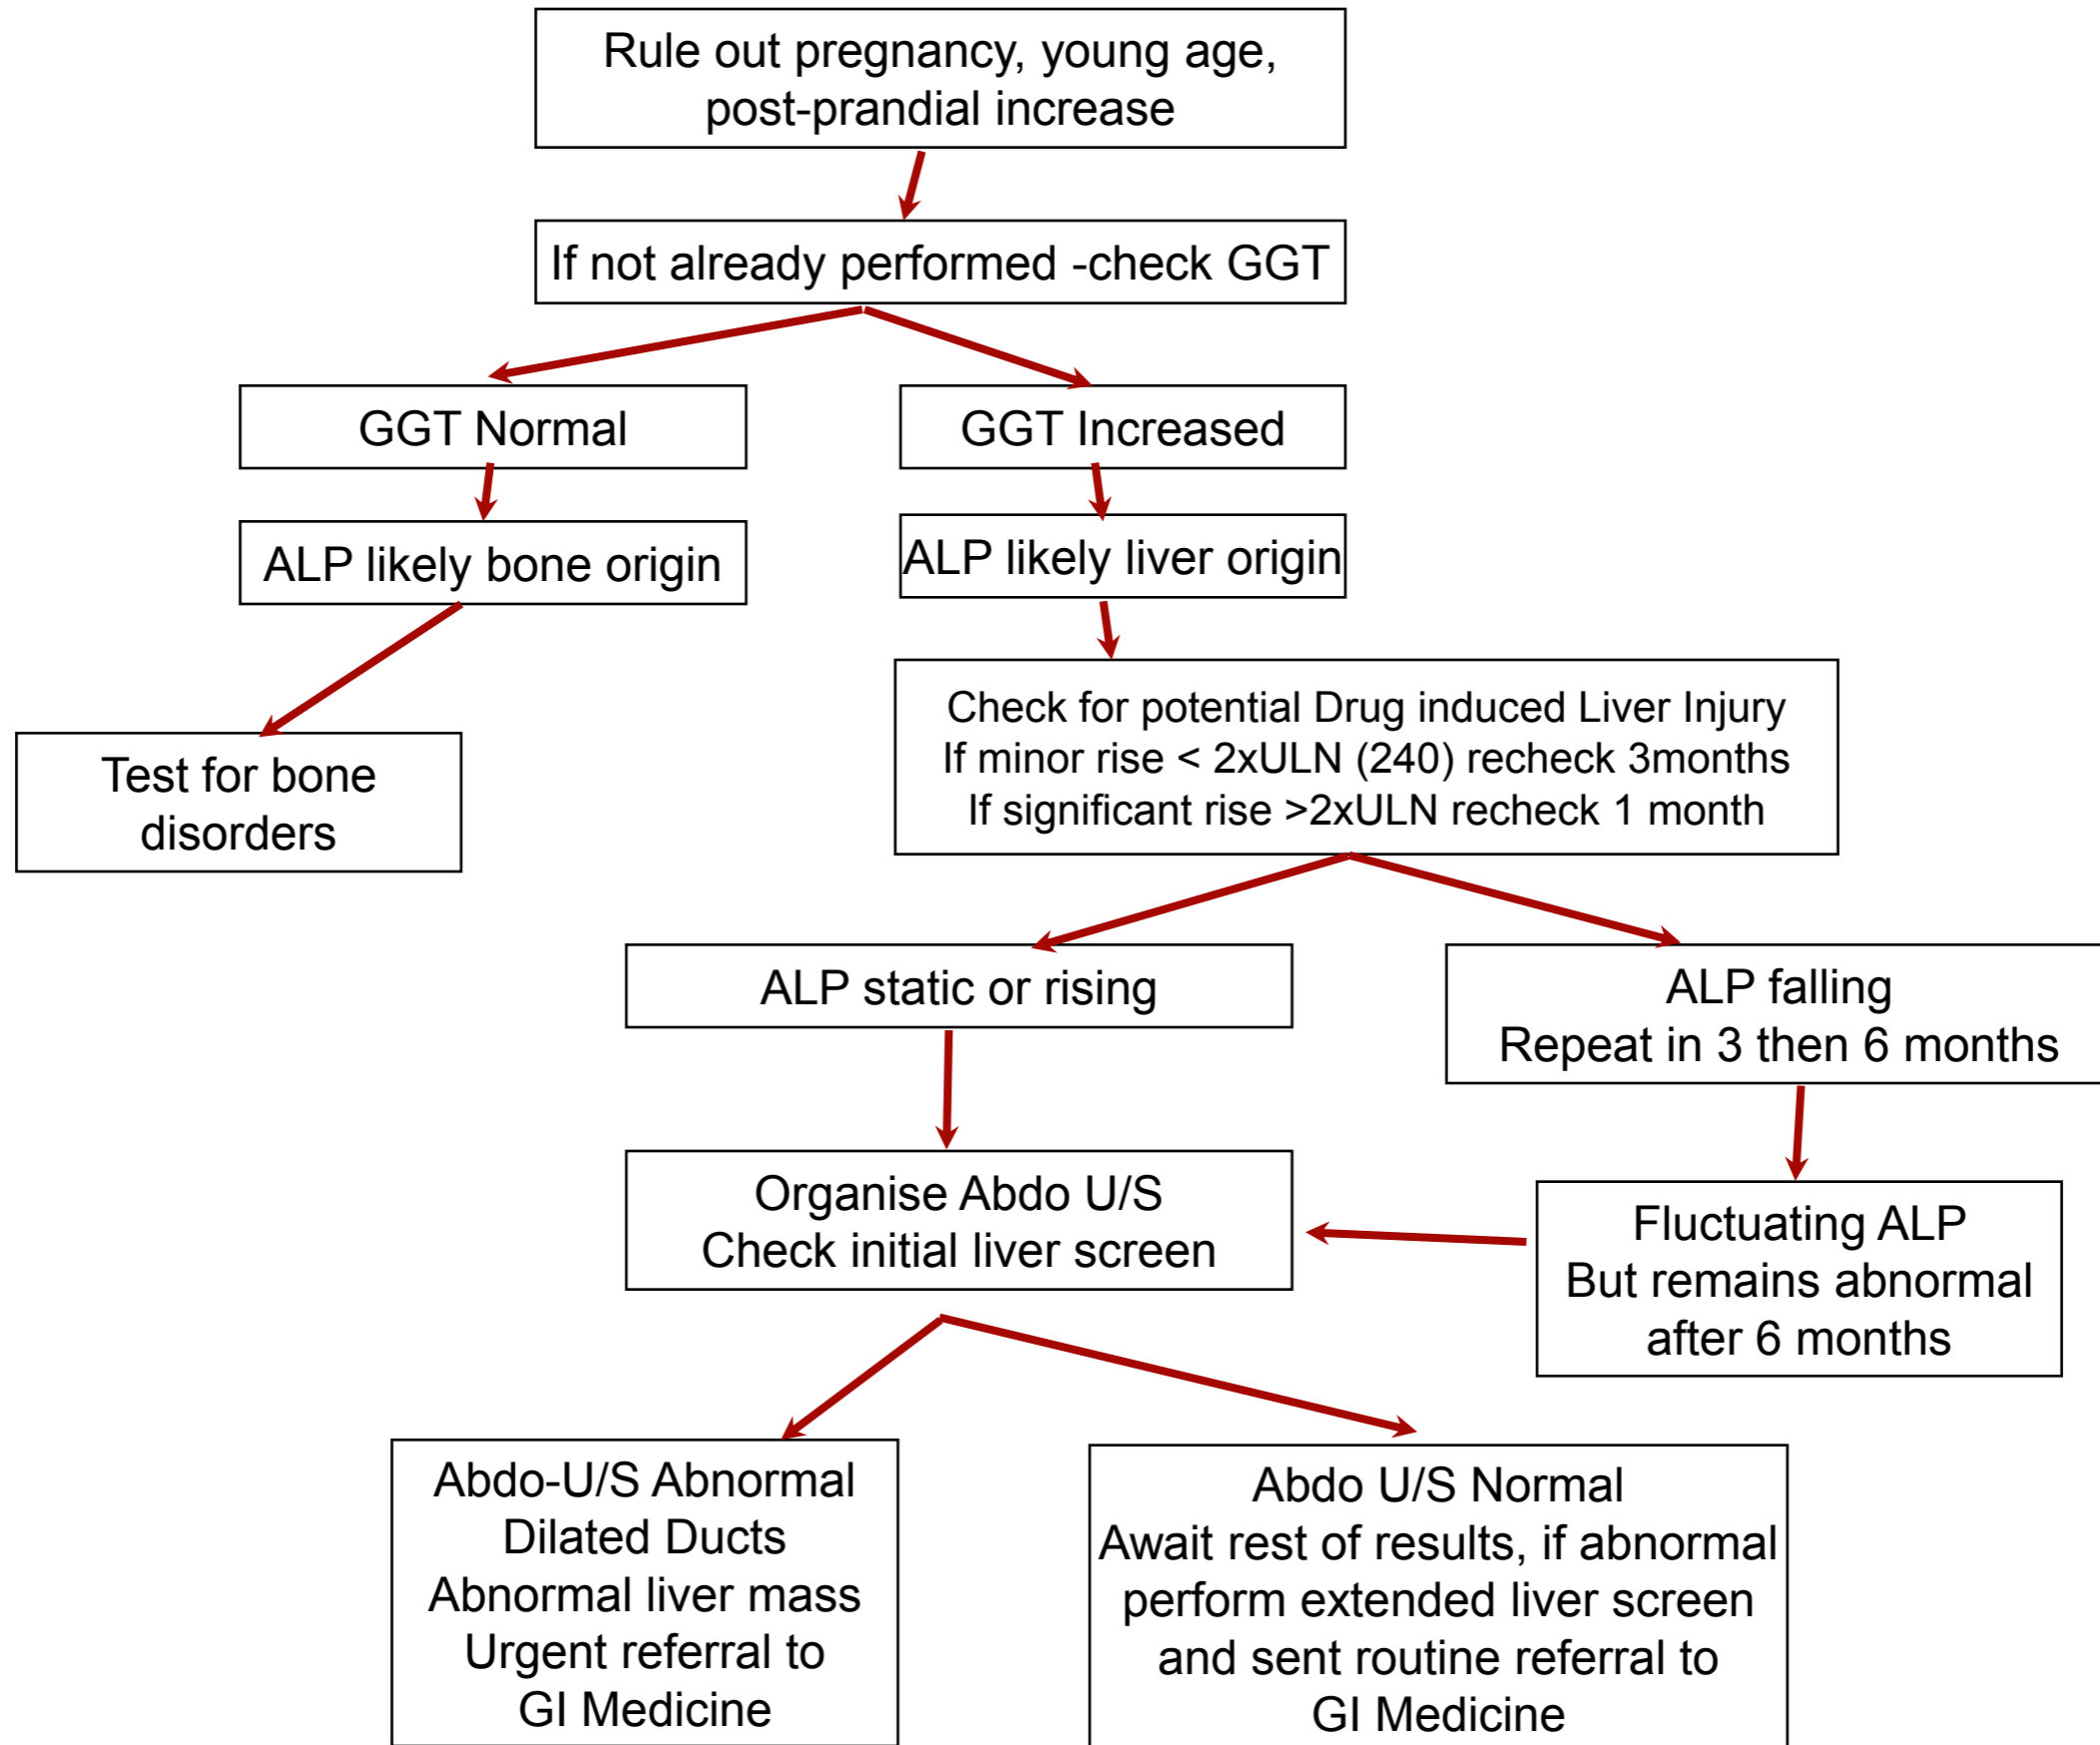 Rule out pregnancy, young age,
post-prandial increase
If not already performed -check GGT
GGT Normal
GGT Increased
ALP likely bone origin
ALP likely liver origin
Test for bone
disorders
Check for potential Drug induced Liver Injury
If minor rise < 2xULN (240) recheck 3months
If significant rise >2xULN recheck 1 month
ALP static or rising
ALP falling
Repeat in 3 then 6 months
Organise Abdo U/S
Check initial liver screen
Fluctuating ALP
But remains abnormal
after 6 months
Abdo-U/S Abnormal
Dilated Ducts
Abnormal liver mass
Urgent referral to
GI Medicine
Abdo U/S Normal
Await rest of results, if abnormal
perform extended liver screen
and sent routine referral to
GI Medicine